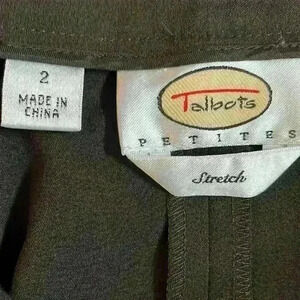 2
MADE IN
CHINA
Talbots
PETITES
Stretch